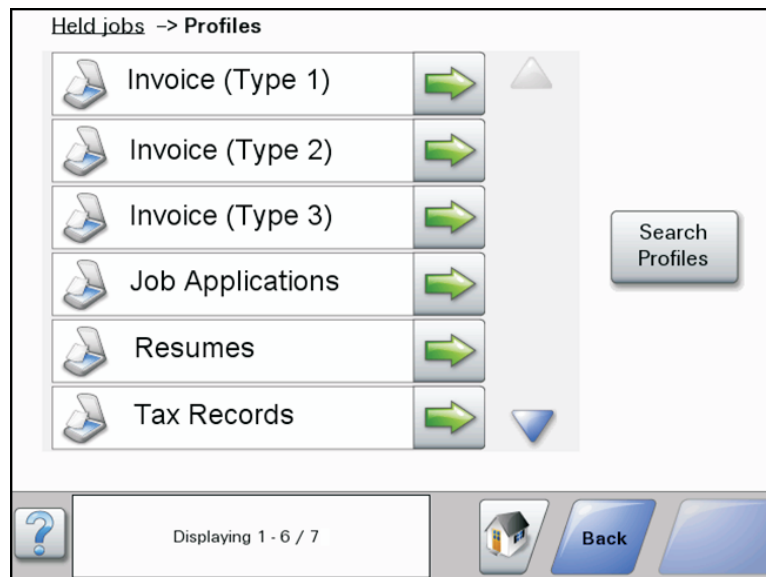 Held jobs –> Profiles
Invoice (Type 1)
Invoice (Type 2)
Invoice (Type 3)
Search
Profiles
Job Applications
Resumes
Tax Records
?
Displaying 1 - 6 / 7
Back